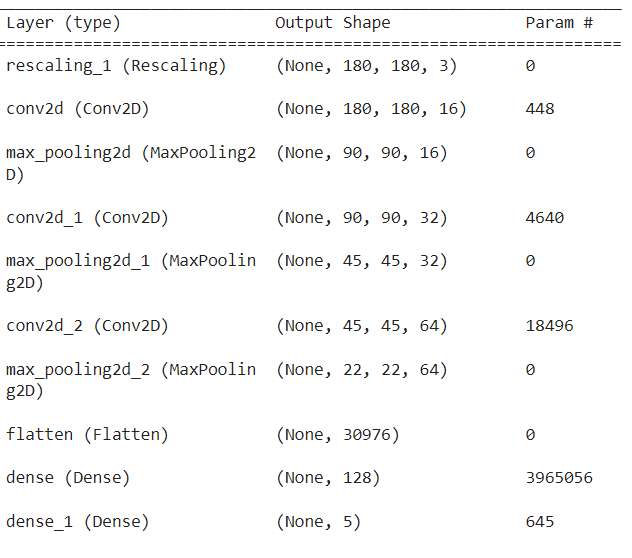 Layer (type) Output Shape Param #
rescaling_1 (Rescaling) (None, 180, 180, 3) 0
conv2d (Conv2D) (None, 180, 180, 16) 448
max_pooling2d (MaxPooling2 (None, 90, 90, 16) 0
D)
conv2d_1 (Conv2D) (None, 90, 90, 32) 4640
max_pooling2d_1 (MaxPoolin (None, 45, 45, 32) 0
g2D)
conv2d_2 (Conv2D) (None, 45, 45, 64) 18496
max_pooling2d_2 (MaxPoolin (None, 22, 22, 64) 0
g2D)
flatten (Flatten) (None, 30976) 0
dense (Dense) (None, 128) 3965056
dense_1 (Dense) (None, 5) 645